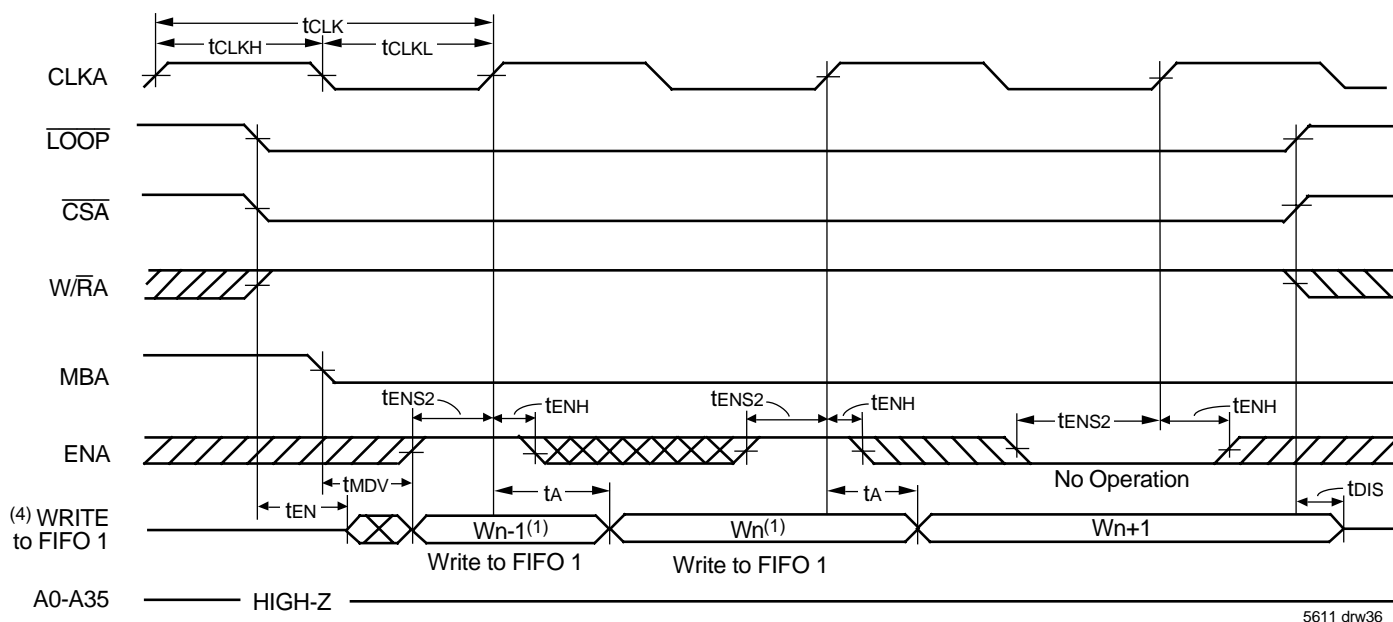 tCLK
tCLKH
tCLKL
CLKA
LOOP
CSA
W/RA
MBA
tENS2
tENH
tENS2
tENH
tENS2
tENH
ENA
No Operation
tMDV
tEN
tA
tA
tDIS
(4) WRITE
to FIFO 1
Wn-1(1)
Wn(1)
Wn+1
Write to FIFO 1
Write to FIFO 1
A0-A35
HIGH-Z
5611 drw36